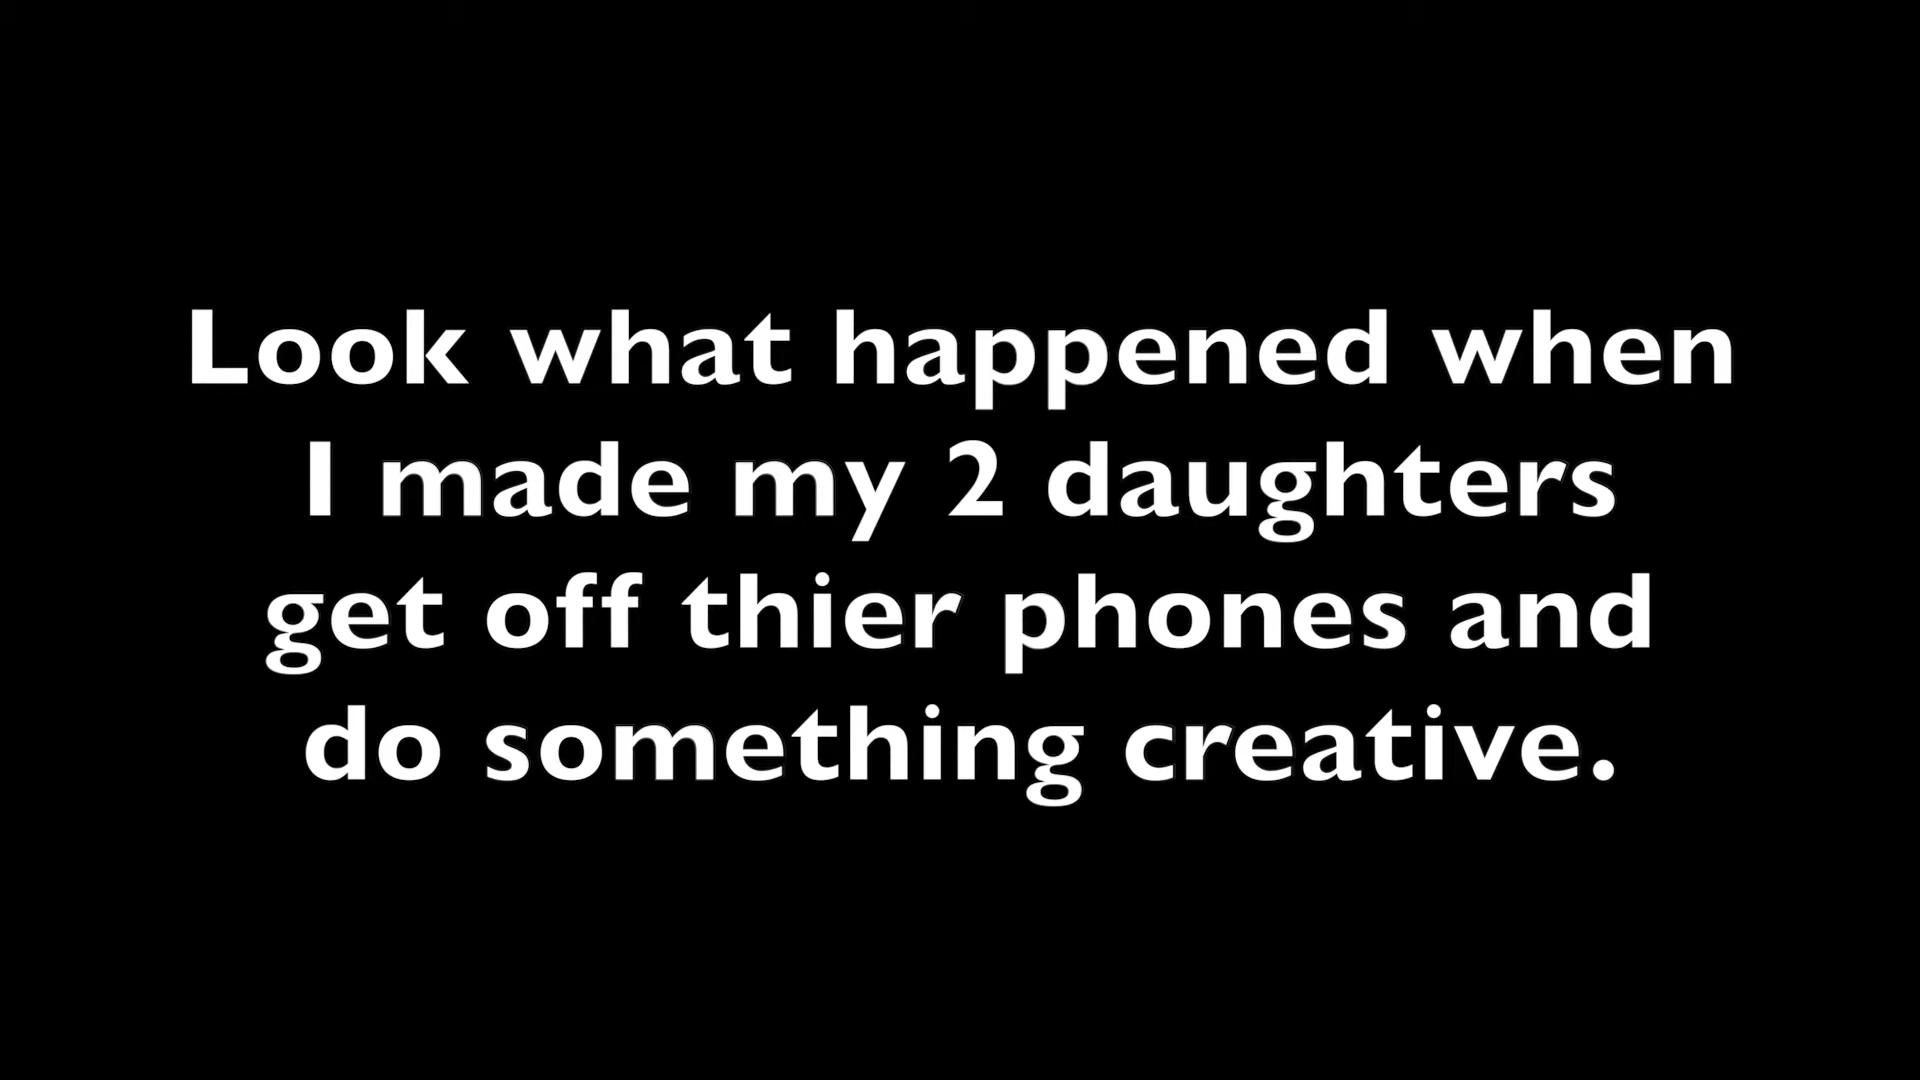 Look what happened when
I made my 2 daughters
get off thier phones and
do something creative.